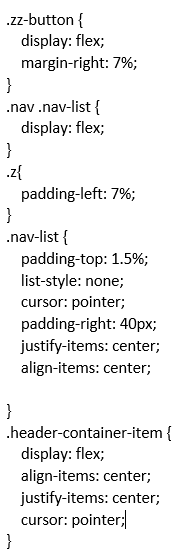 .zz-button {
    display: flex;
    margin-right: 7%;
}
.nav .nav-list {
    display: flex;
}
.z{
    padding-left: 7%;
}
.nav-list {
    padding-top: 1.5%;
    list-style: none;
    cursor: pointer;
    padding-right: 40px;
    justify-items: center;
    align-items: center;

}
.header-container-item {
    display: flex;
    align-items: center;
    justify-items: center;
    cursor: pointer;
}